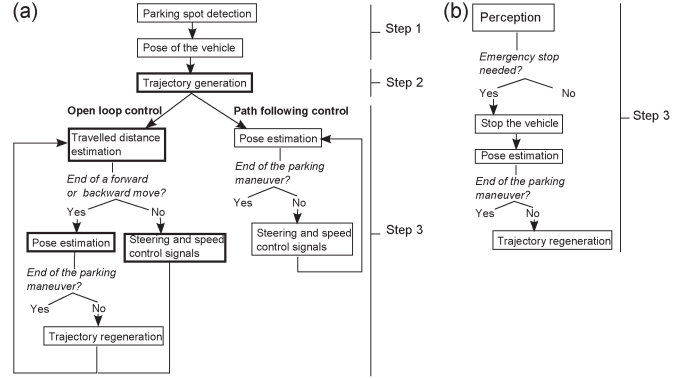 (a)
Parking spot detection
Pose of the vehicle
Step 1
Trajectory generation
Step 2
Open loop control
Path following control
Travelled distance
estimation
Pose estimation
End of a forward
or backward move?
Yes
No
End of the parking
maneuver?
Yes
No
Pose estimation
Steering and speed
control signals
Steering and speed
control signals
Step 3
End of the parking
maneuver?
Yes
No
Trajectory regeneration
(b)
Perception
Emergency stop
needed?
Yes
No
Stop the vehicle
Step 3
Pose estimation
End of the parking
maneuver?
Yes
No
Trajectory regeneration